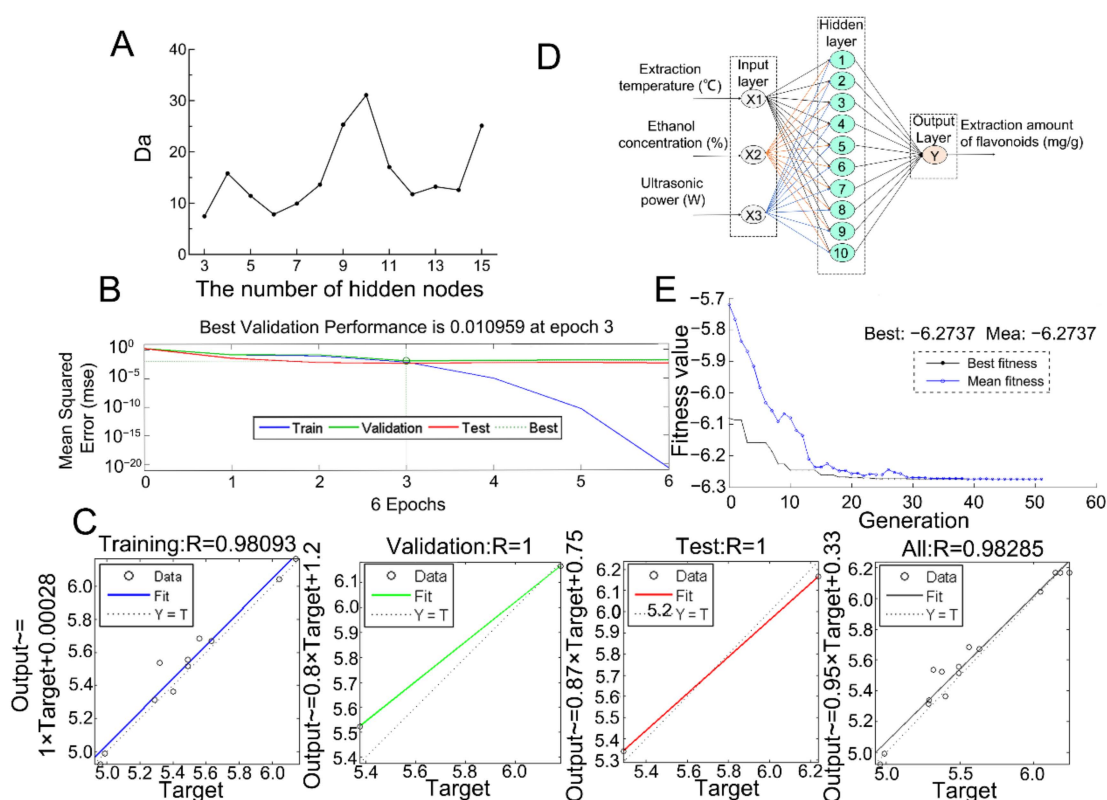 A
Da
40
30
20
10
0
3
5
7
9
11
13
15
The number of hidden nodes
B
Best Validation Performance is 0.010959 at epoch 3
Mean Squared
Error (mse)
10⁰
10⁻⁵
10⁻¹⁰
10⁻¹⁵
10⁻²⁰
Train
Validation
Test
Best
0
1
2
3
4
5
6
6 Epochs
D
Hidden
layer
Input
layer
Output
Layer
Extraction
temperature (℃)
Ethanol
concentration (%)
Ultrasonic
power (W)
X1
X2
X3
1
2
3
4
5
6
7
8
9
10
Y
Extraction amount
of flavonoids (mg/g)
E
Fitness value
−5.7
−5.8
−5.9
−6.0
−6.1
−6.2
−6.3
Best: −6.2737 Mea: −6.2737
Best fitness
Mean fitness
0
10
20
30
40
50
60
Generation
C
Training:R=0.98093
Output~=
1×Target+0.00028
6.0
5.8
5.6
5.4
5.2
5.0
Data
Fit
Y = T
5.0
5.2
5.4
5.6
5.8
6.0
Target
Validation:R=1
Output~=0.8×Target+1.2
6.1
6.0
5.9
5.8
5.7
5.6
5.5
5.4
Data
Fit
Y = T
5.4
5.6
5.8
6.0
Target
Test:R=1
Output~=0.87×Target+0.75
6.2
6.1
6.0
5.9
5.8
5.7
5.6
5.5
5.4
5.3
Data
Fit
5.2 Y = T
5.4
5.6
5.8
6.0
6.2
Target
All:R=0.98285
Output~=0.95×Target+0.33
6.0
5.8
5.6
5.4
5.2
5.0
Data
Fit
Y = T
5.0
5.5
6.0
Target